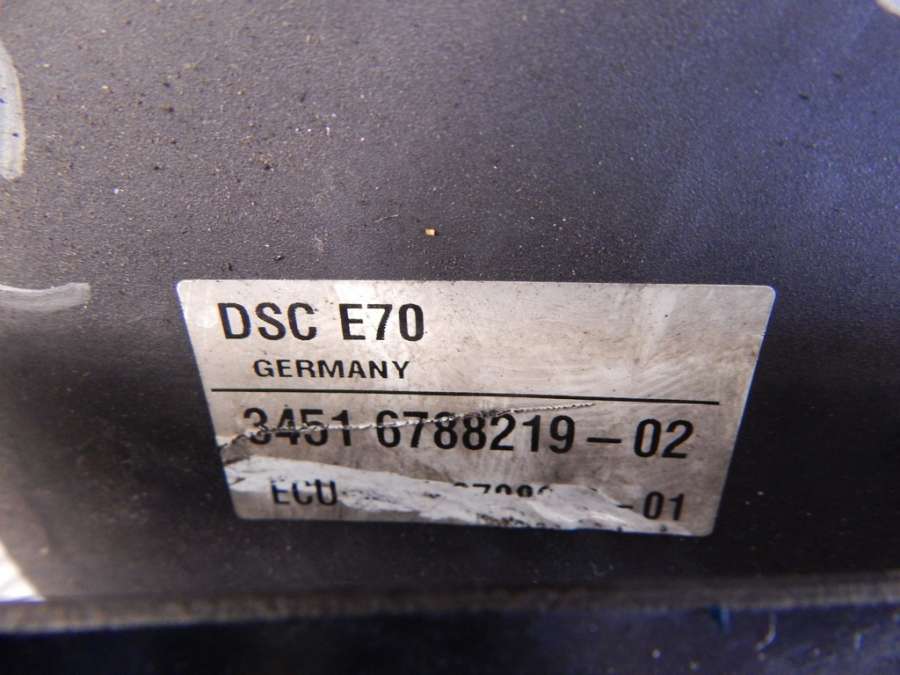 DSC E70
GERMANY
3451 6788219-02
ECU -01